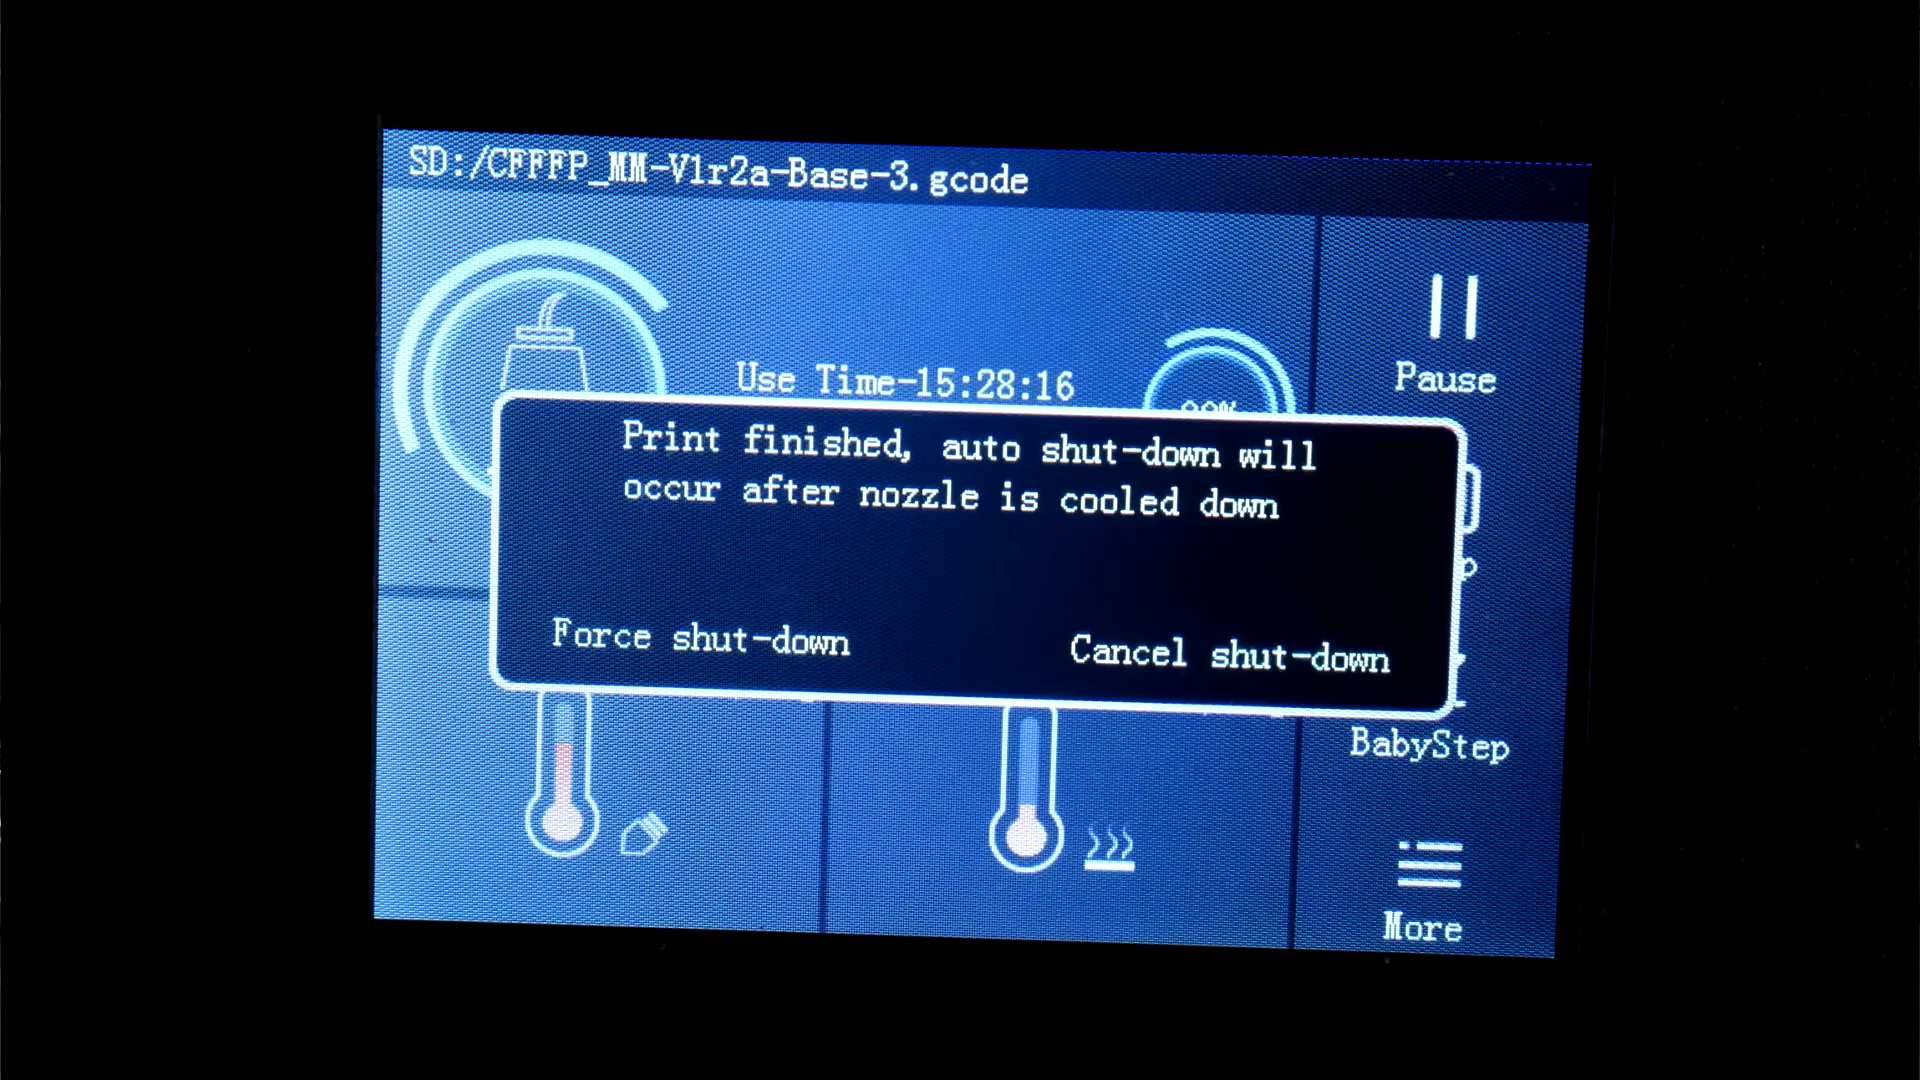 SD:/CFFFP_MM-V1r2a-Base-3.gcode
Pause
Use Time-15:28:16
Print finished, auto shut-down will
occur after nozzle is cooled down
Force shut-down
Cancel shut-down
BabyStep
More